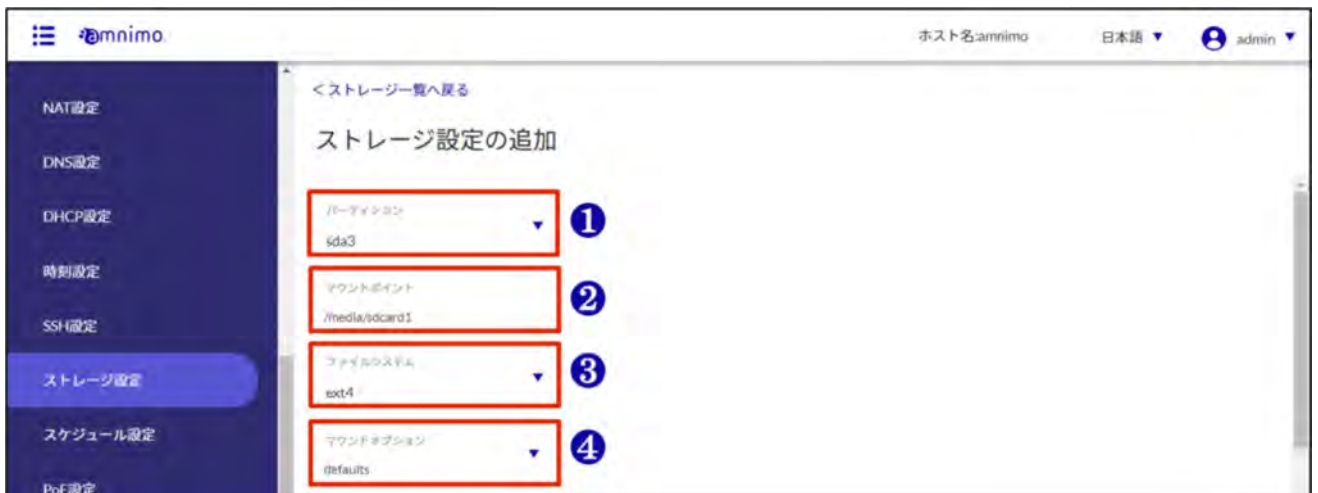 amnimo
ホスト名:amnimo
日本語 ▼
admin ▼
NAT設定
DNS設定
DHCP設定
時刻設定
SSH設定
ストレージ設定
スケジュール設定
PoE設定
<ストレージ一覧へ戻る
ストレージ設定の追加
パーティション
sda3
❶
マウントポイント
/media/sdcard1
❷
ファイルシステム
ext4
❸
マウントオプション
defaults
❹